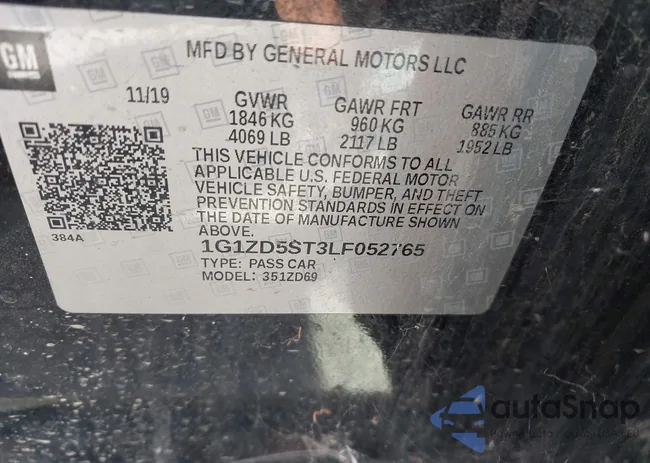 GM
MFD BY GENERAL MOTORS LLC
11/19 GVWR GAWR FRT GAWR RR
1846 KG 960 KG 885 KG
4069 LB 2117 LB 1952 LB
THIS VEHICLE CONFORMS TO ALL
APPLICABLE U.S. FEDERAL MOTOR
VEHICLE SAFETY, BUMPER, AND THEFT
PREVENTION STANDARDS IN EFFECT ON
THE DATE OF MANUFACTURE SHOWN
ABOVE.
384A
1G1ZD5ST3LF052765
TYPE: PASS CAR
MODEL: 351ZD69
autoSnap